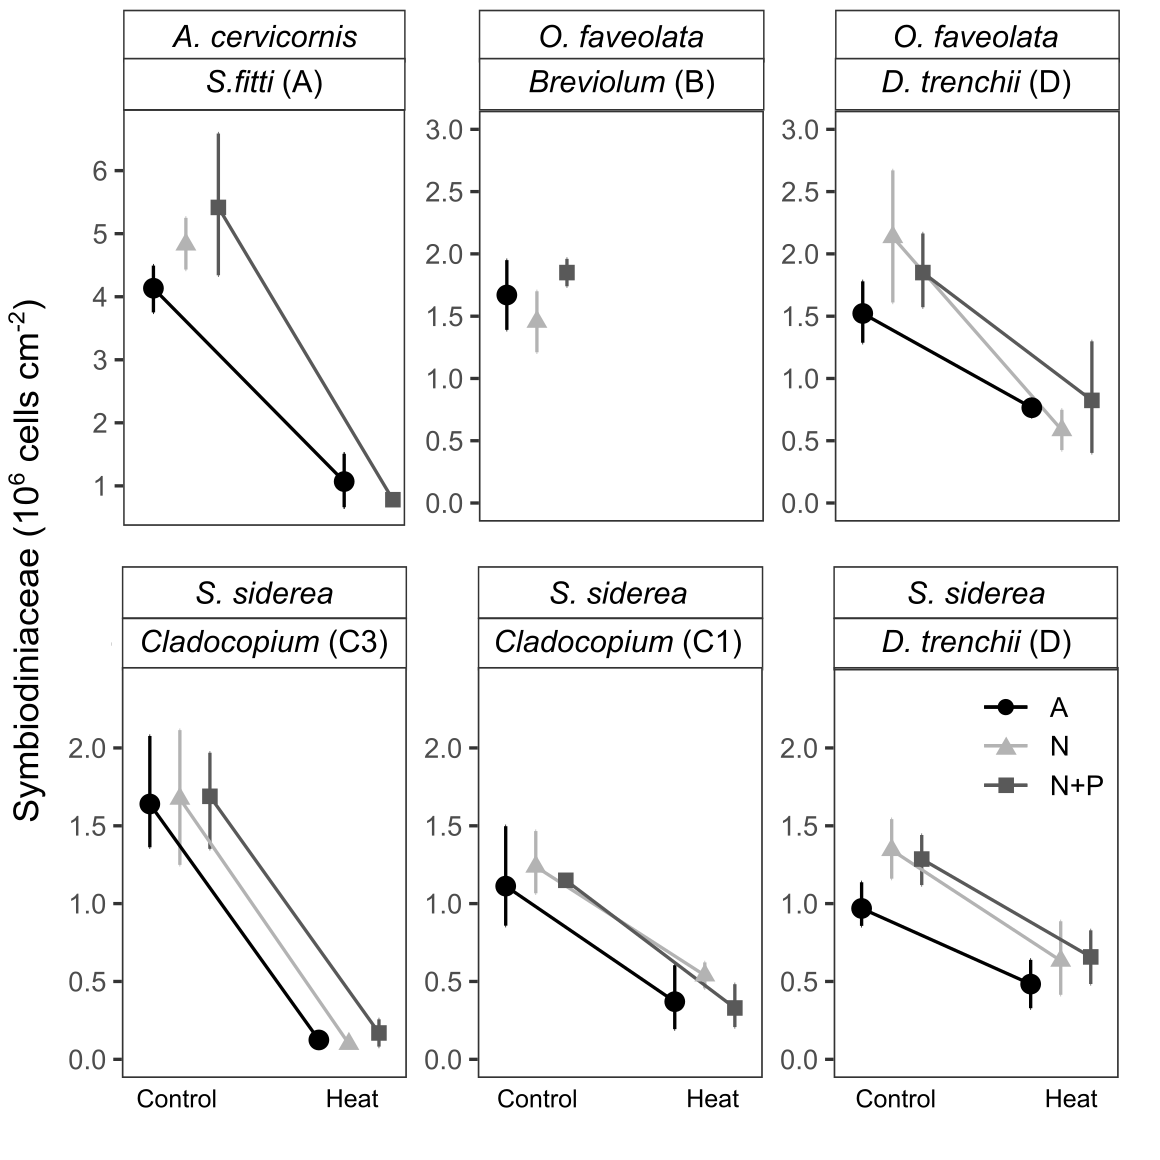 A. cervicornis
S.fitti (A)
O. faveolata
Breviolum (B)
O. faveolata
D. trenchii (D)
6
5
4
3
2
1
3.0
2.5
2.0
1.5
1.0
0.5
0.0
3.0
2.5
2.0
1.5
1.0
0.5
0.0
Symbiodiniaceae (10⁶ cells cm⁻²)
S. siderea
Cladocopium (C3)
S. siderea
Cladocopium (C1)
S. siderea
D. trenchii (D)
2.0
1.5
1.0
0.5
0.0
2.0
1.5
1.0
0.5
0.0
2.0
1.5
1.0
0.5
0.0
A
N
N+P
Control Heat
Control Heat
Control Heat